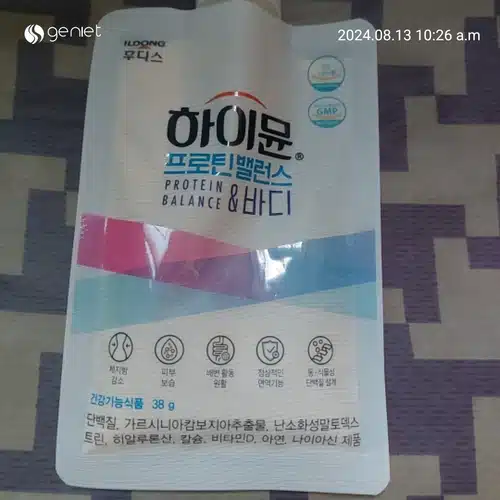 geniet
2024.08.13 10:26 a.m
ILDONG
후디스
하이뮨®
프로틴밸런스
PROTEIN
BALANCE &바디
GMP
체지방
감소
피부
보습
배변 활동
원활
정상적인
면역기능
동·식물성
단백질 설계
건강기능식품 38 g
단백질, 가르시니아캄보지아추출물, 난소화성말토덱스
트린, 히알루론산, 칼슘, 비타민D, 아연, 나이아신 제품